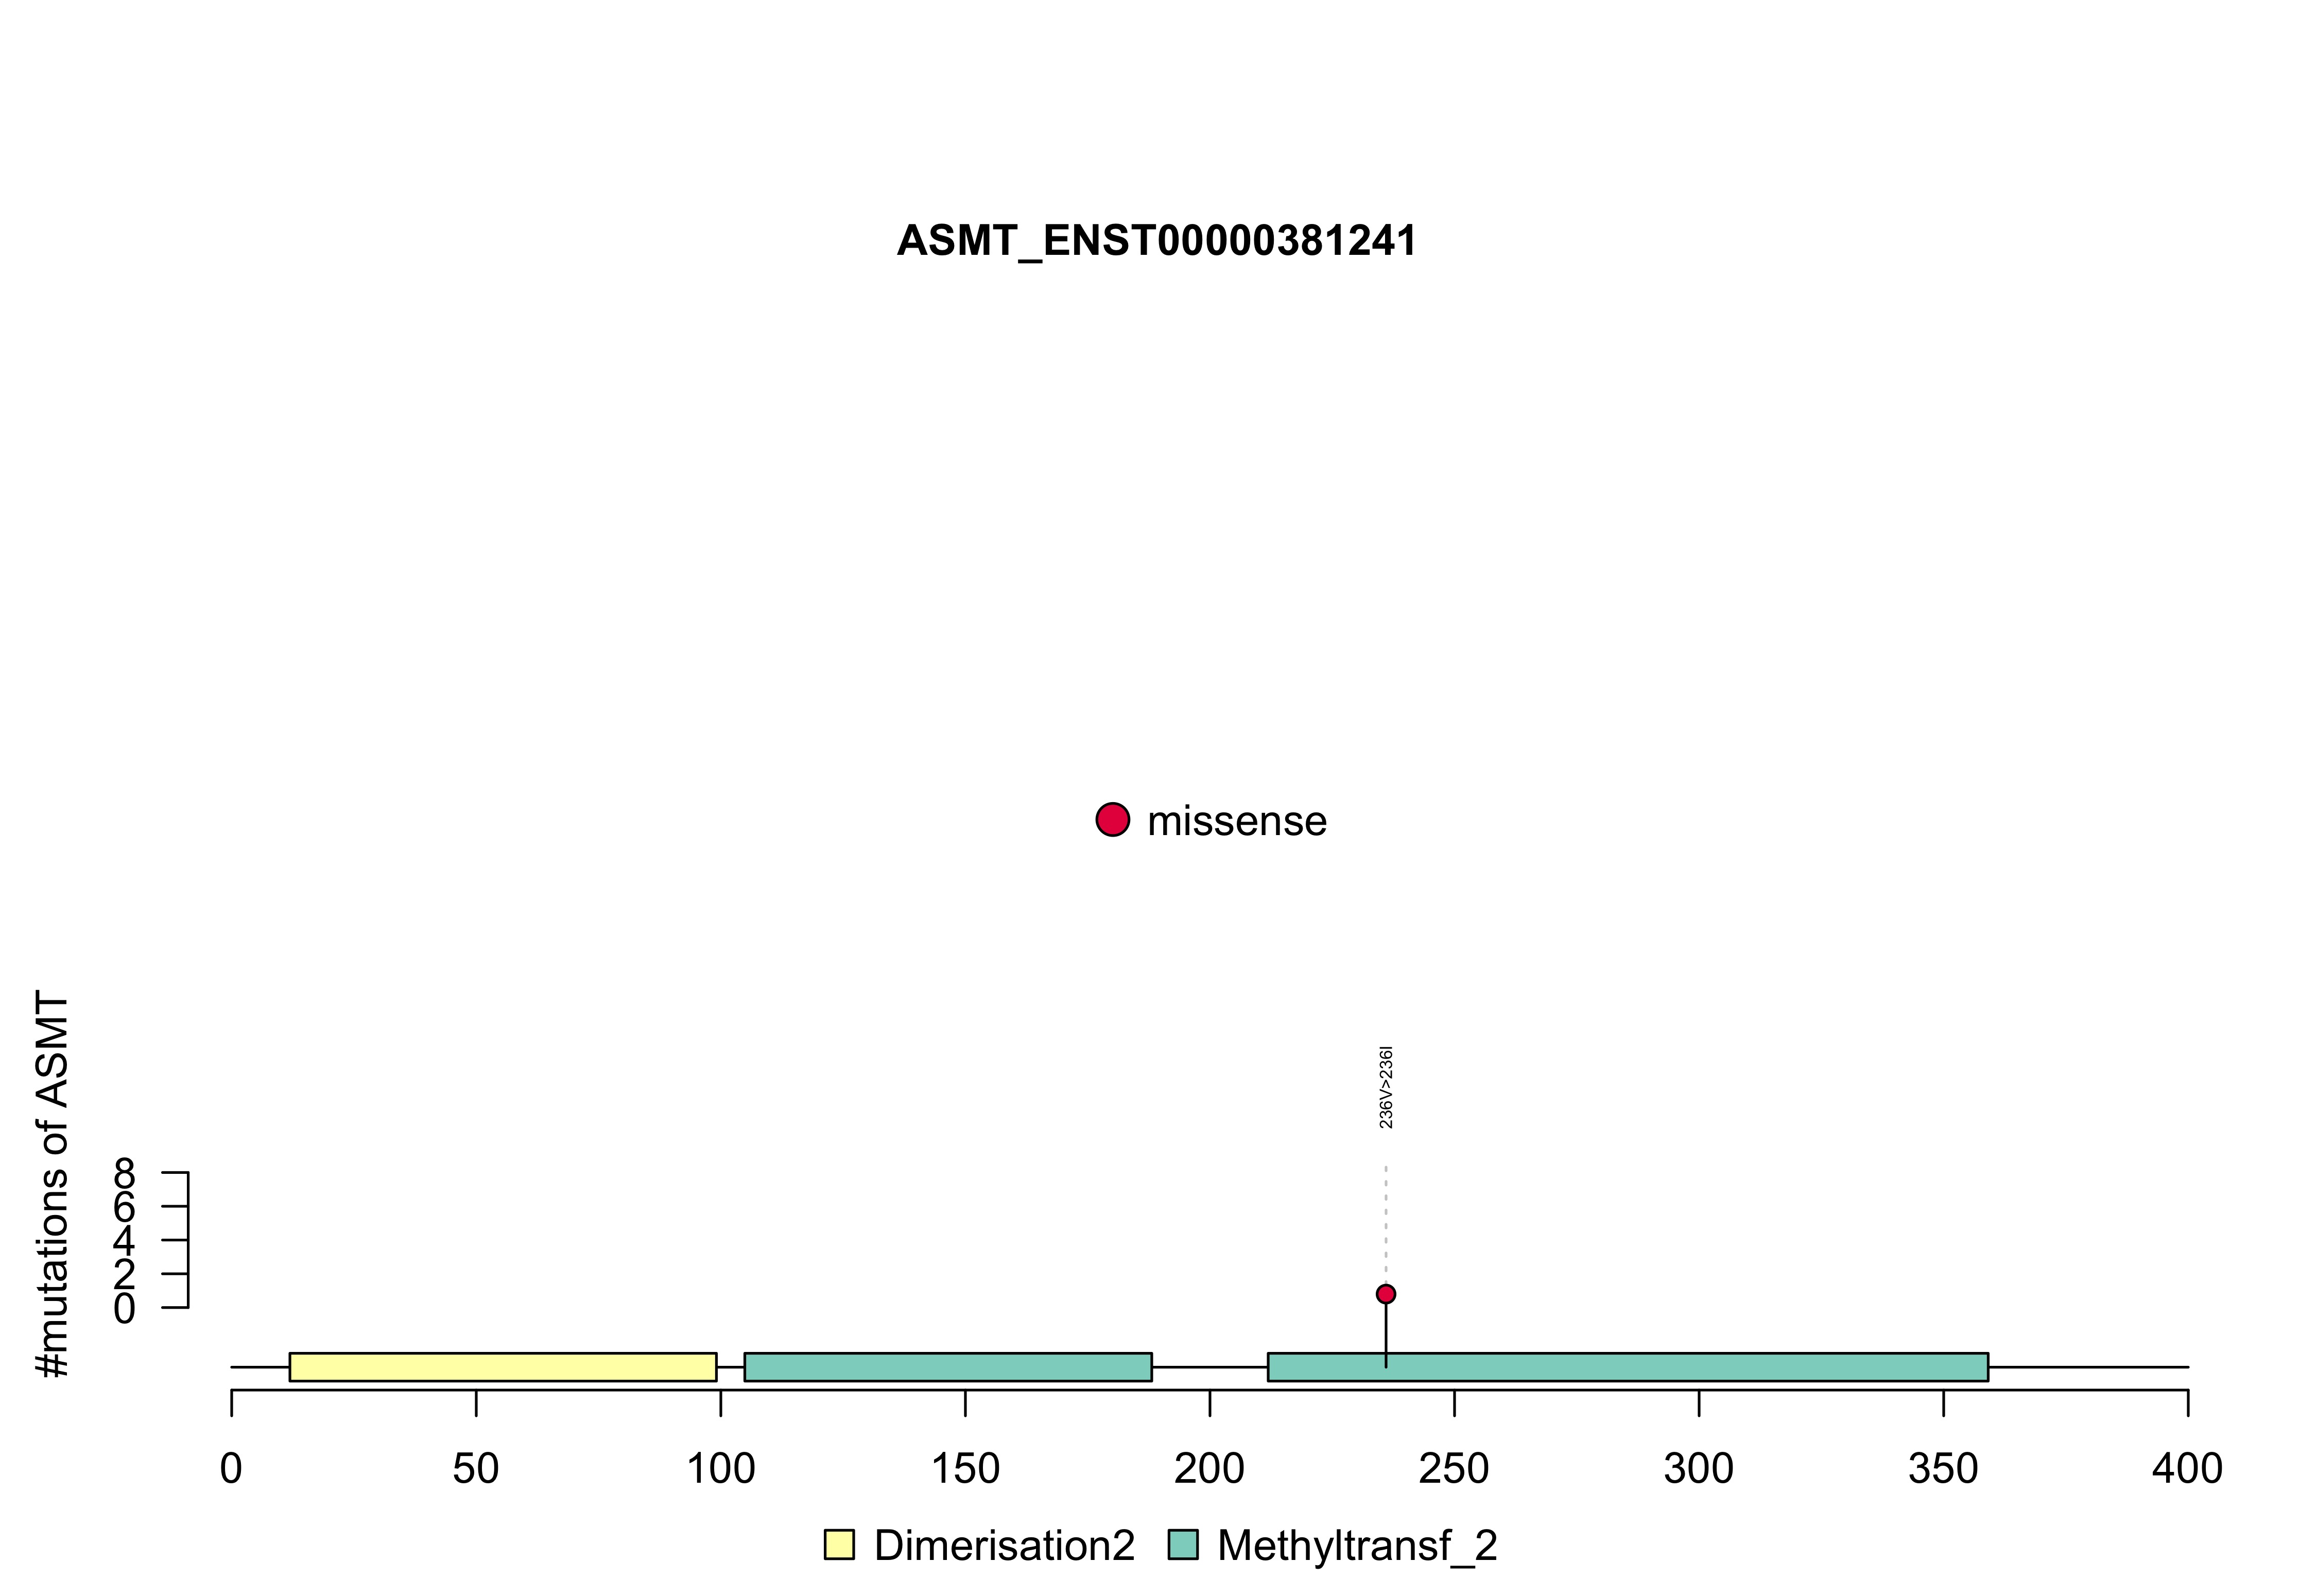 ASMT_ENST00000381241
missense
#mutations of ASMT
236V>236I
8
6
4
2
0
0 50 100 150 200 250 300 350 400
Dimerisation2 Methyltransf_2